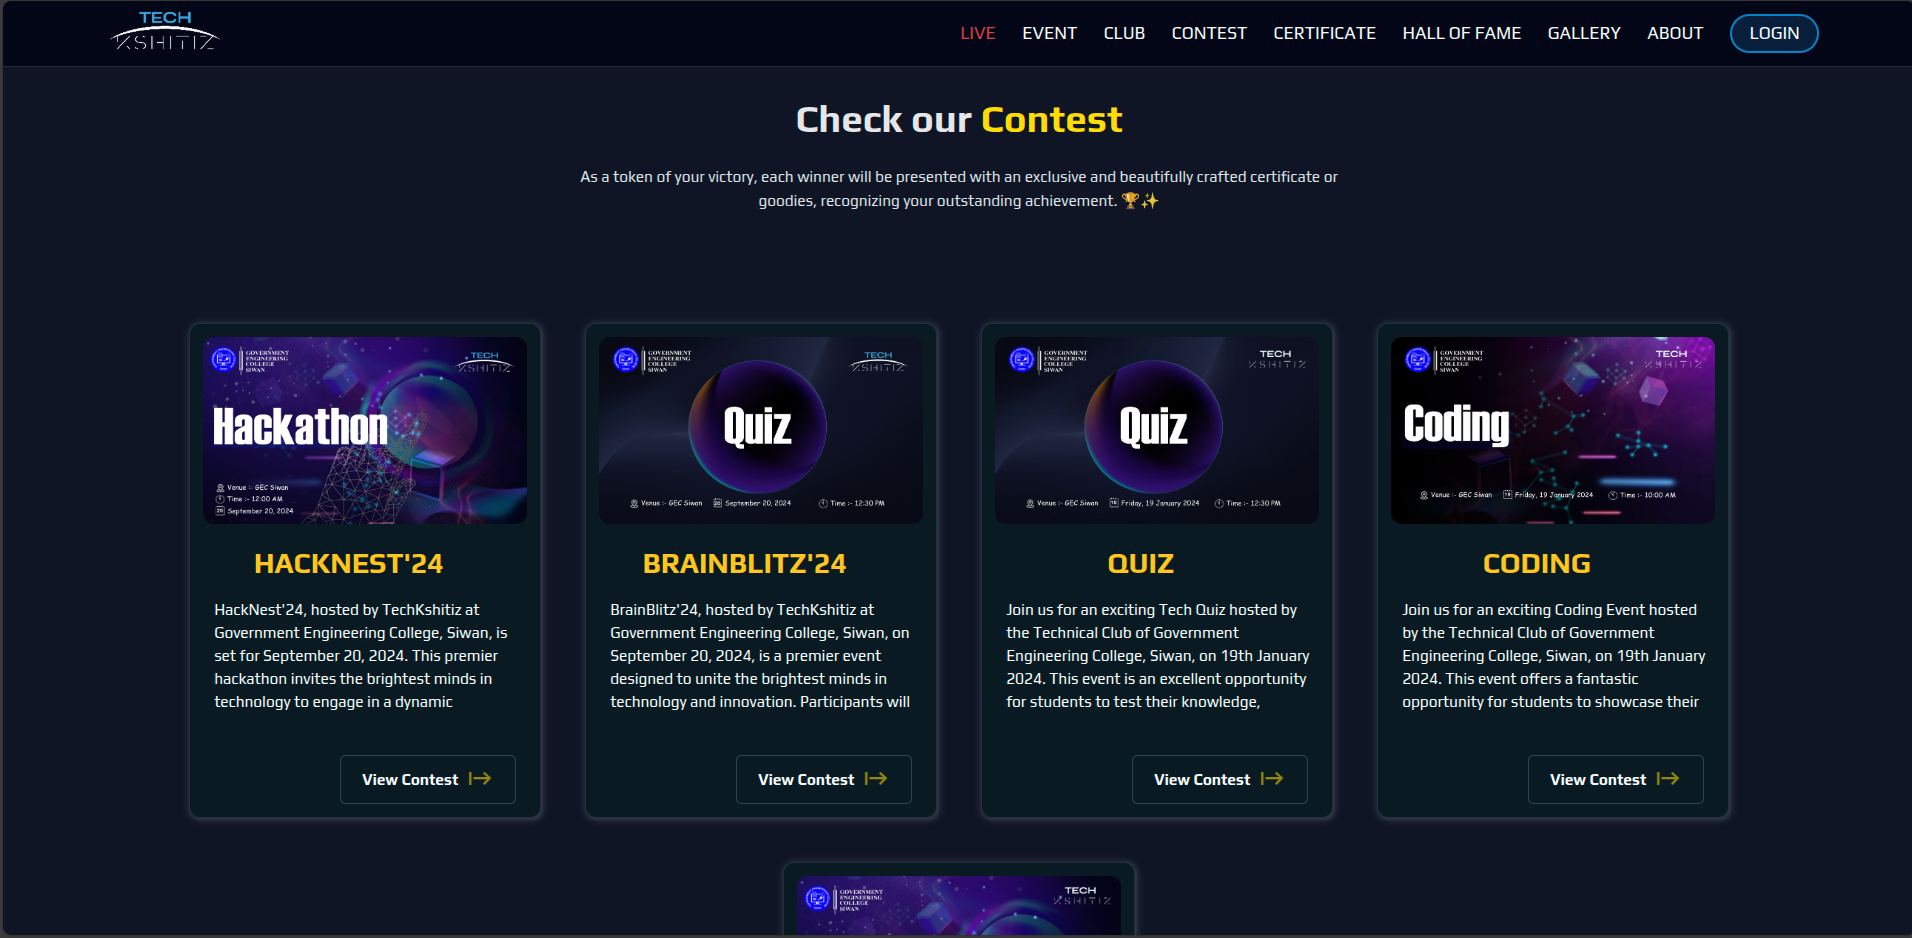 TECH
KSHITIZ
LIVE EVENT CLUB CONTEST CERTIFICATE HALL OF FAME GALLERY ABOUT LOGIN
Check our Contest
As a token of your victory, each winner will be presented with an exclusive and beautifully crafted certificate or
goodies, recognizing your outstanding achievement. 🏆✨
GOVERNMENT
ENGINEERING
COLLEGE
SIWAN
TECH
KSHITIZ
Hackathon
Venue :- GEC Siwan
Time :- 12:00 AM
September 20, 2024
HACKNEST'24
HackNest'24, hosted by TechKshitiz at
Government Engineering College, Siwan, is
set for September 20, 2024. This premier
hackathon invites the brightest minds in
technology to engage in a dynamic
View Contest
GOVERNMENT
ENGINEERING
COLLEGE
SIWAN
TECH
KSHITIZ
Quiz
Venue :- GEC Siwan September 20, 2024 Time :- 12:30 PM
BRAINBLITZ'24
BrainBlitz'24, hosted by TechKshitiz at
Government Engineering College, Siwan, on
September 20, 2024, is a premier event
designed to unite the brightest minds in
technology and innovation. Participants will
View Contest
GOVERNMENT
ENGINEERING
COLLEGE
SIWAN
TECH
KSHITIZ
Quiz
Venue :- GEC Siwan Friday, 19 January 2024 Time :- 12:30 PM
QUIZ
Join us for an exciting Tech Quiz hosted by
the Technical Club of Government
Engineering College, Siwan, on 19th January
2024. This event is an excellent opportunity
for students to test their knowledge,
View Contest
GOVERNMENT
ENGINEERING
COLLEGE
SIWAN
TECH
KSHITIZ
Coding
Venue :- GEC Siwan Friday, 19 January 2024 Time :- 10:00 AM
CODING
Join us for an exciting Coding Event hosted
by the Technical Club of Government
Engineering College, Siwan, on 19th January
2024. This event offers a fantastic
opportunity for students to showcase their
View Contest
GOVERNMENT
ENGINEERING
COLLEGE
SIWAN
TECH
KSHITIZ